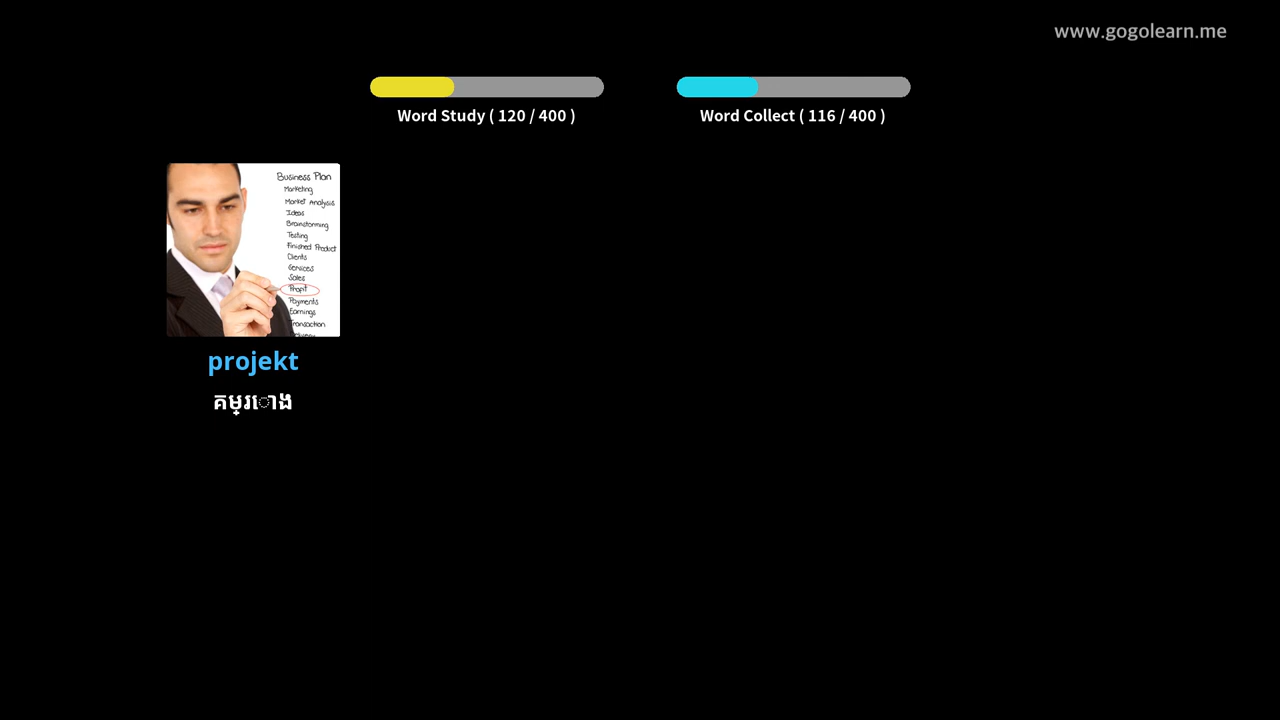 www.gogolearn.me
Word Study ( 120 / 400 )
Word Collect ( 116 / 400 )
Business Plan
Marketing
Market Analysis
Ideas
Brainstorming
Testing
Finished Product
Clients
Services
Sales
Profit
Payments
Earnings
Transaction
Delivery
projekt
គម្រោង